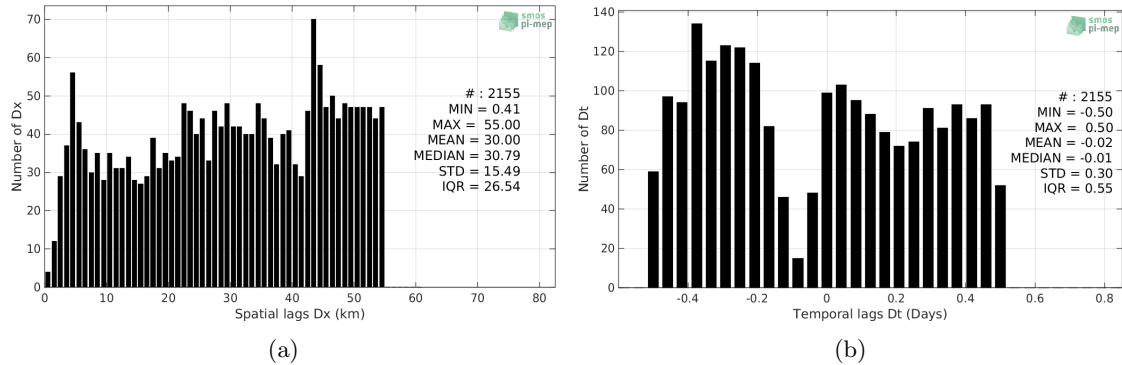 smos
pi-mep
70
60
50
40
30
20
10
0
Number of Dx
# : 2155
MIN = 0.41
MAX = 55.00
MEAN = 30.00
MEDIAN = 30.79
STD = 15.49
IQR = 26.54
0 10 20 30 40 50 60 70 80
Spatial lags Dx (km)
(a)
smos
pi-mep
140
120
100
80
60
40
20
0
Number of Dt
# : 2155
MIN = -0.50
MAX = 0.50
MEAN = -0.02
MEDIAN = -0.01
STD = 0.30
IQR = 0.55
-0.4 -0.2 0 0.2 0.4 0.6 0.8
Temporal lags Dt (Days)
(b)